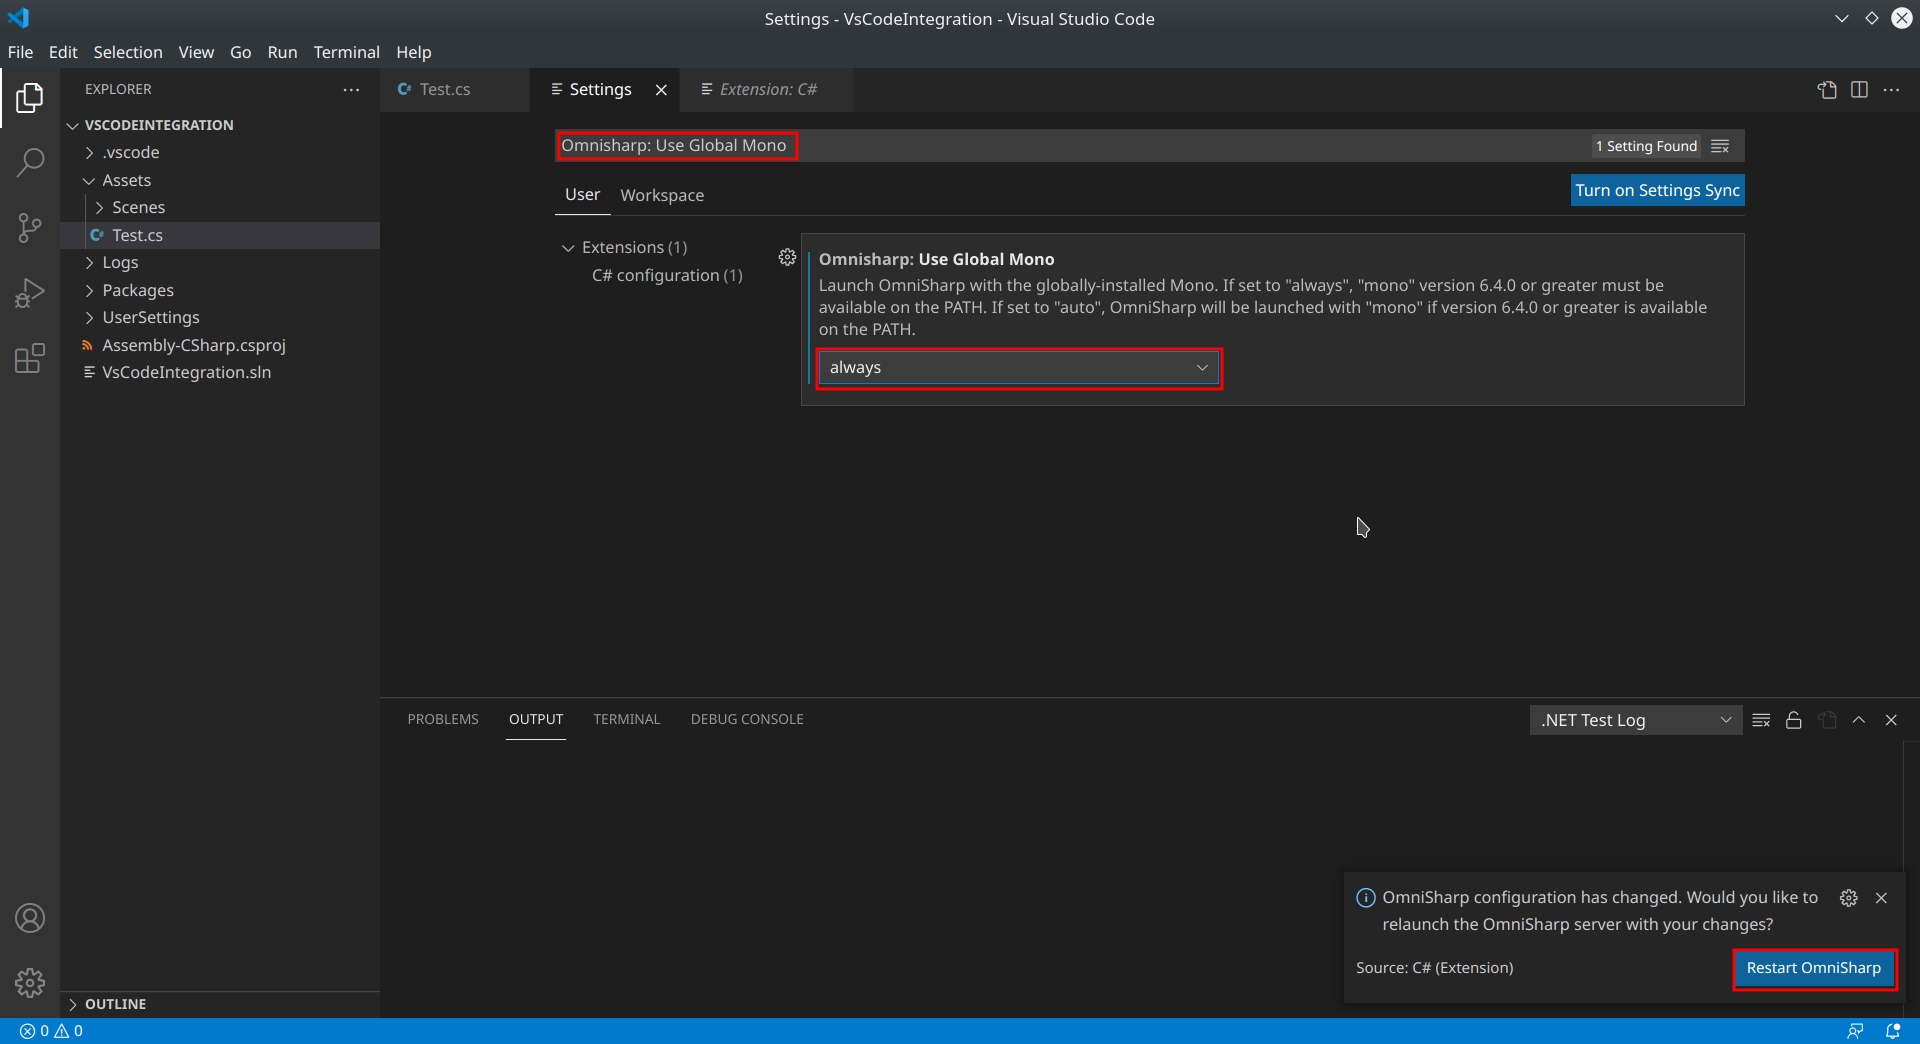 Settings - VsCodeIntegration - Visual Studio Code
File Edit Selection View Go Run Terminal Help
EXPLORER
VSCODEINTEGRATION
.vscode
Assets
Scenes
Test.cs
Logs
Packages
UserSettings
Assembly-CSharp.csproj
VsCodeIntegration.sln
OUTLINE
Test.cs Settings Extension: C#
Omnisharp: Use Global Mono 1 Setting Found
User Workspace Turn on Settings Sync
Extensions (1)
C# configuration (1)
Omnisharp: Use Global Mono
Launch OmniSharp with the globally-installed Mono. If set to "always", "mono" version 6.4.0 or greater must be
available on the PATH. If set to "auto", OmniSharp will be launched with "mono" if version 6.4.0 or greater is available
on the PATH.
always
PROBLEMS OUTPUT TERMINAL DEBUG CONSOLE .NET Test Log
OmniSharp configuration has changed. Would you like to
relaunch the OmniSharp server with your changes?
Source: C# (Extension) Restart OmniSharp
0 0